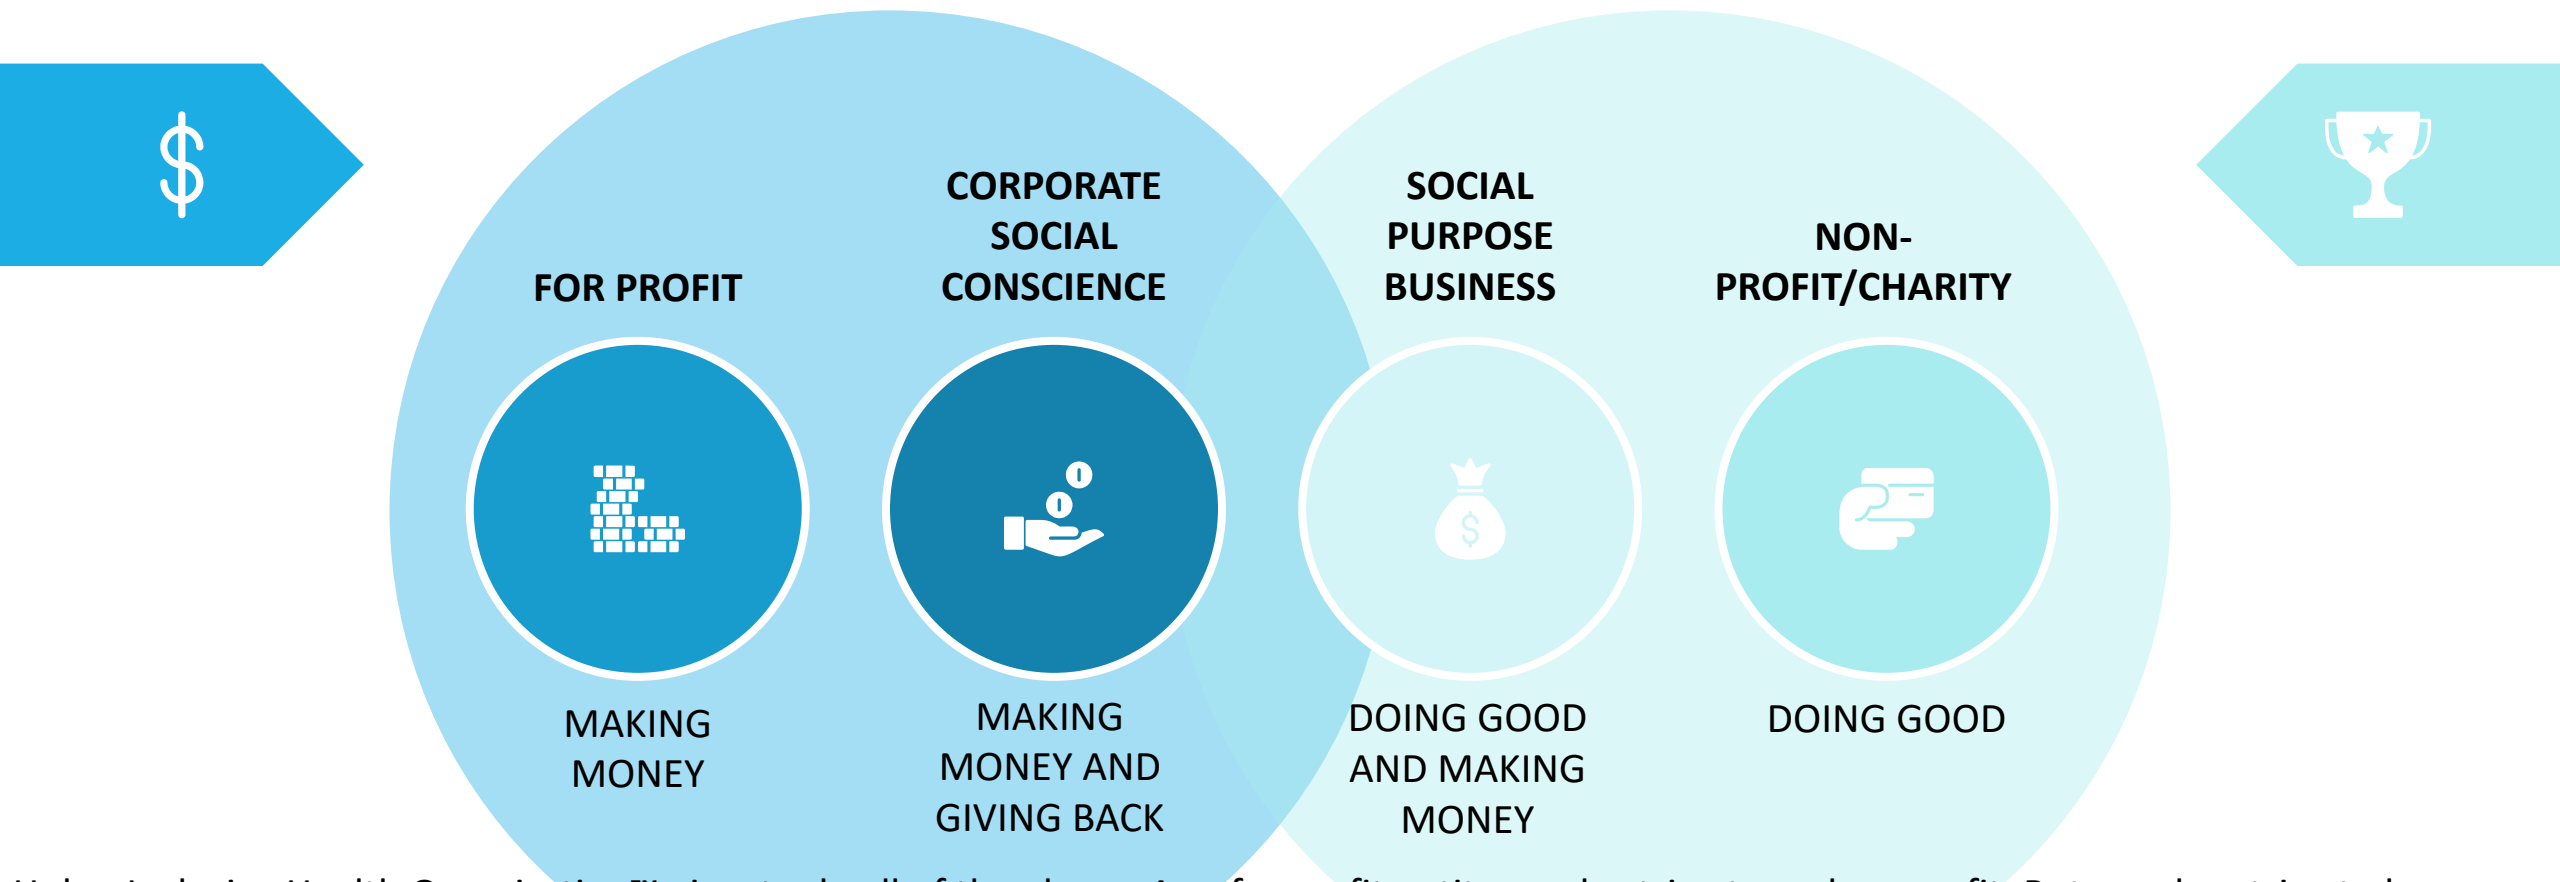 FOR PROFIT
CORPORATE
SOCIAL
CONSCIENCE
SOCIAL
PURPOSE
BUSINESS
NON-
PROFIT/CHARITY
MAKING
MONEY
MAKING
MONEY AND
GIVING BACK
DOING GOOD
AND MAKING
MONEY
DOING GOOD